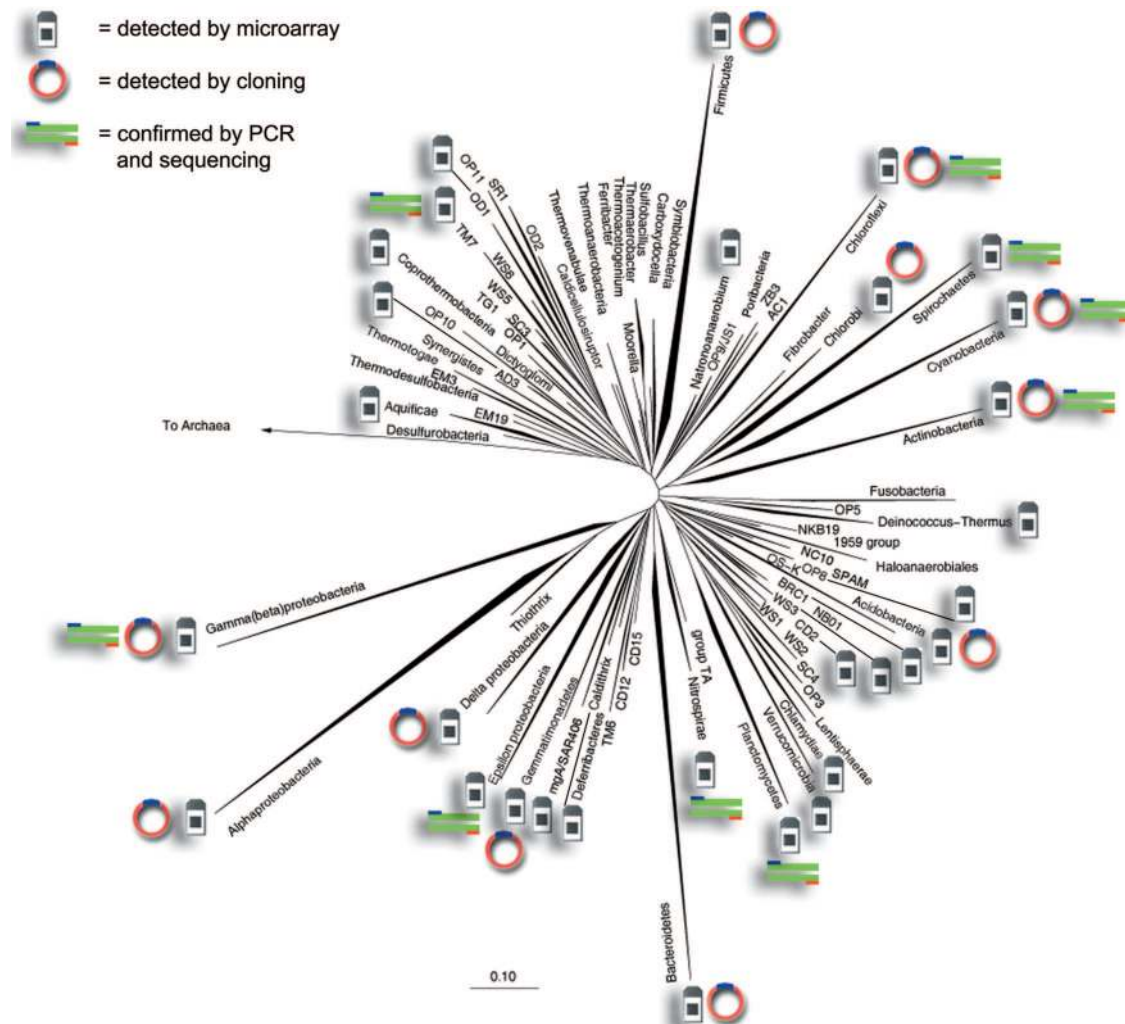 = detected by microarray
= detected by cloning
= confirmed by PCR
and sequencing
Firmicutes
OP11
SR1
OD1
OD2
TM7
WS6
WS5
TG1
SC3
OP1
Coprothermobacteria
OP10
Synergistes
Dictyoglomi
AD3
Thermotogae
EM3
Thermodesulfobacteria
Aquificae
EM19
Desulfurobacteria
To Archaea
Thermovenabulae
Thermoanaerobacteria
Caldicellulosiruptor
Ferribacter
Thermoacetogenium
Thermaerobacter
Sulfobacillus
Carboxydocella
Symbiobacteria
Moorella
Natronoanaerobium
OP9/JS1
Poribacteria
ZB3
AC1
Chloroflexi
Fibrobacter
Chlorobi
Spirochaetes
Cyanobacteria
Actinobacteria
Fusobacteria
OP5
Deinococcus-Thermus
NKB19
1959 group
NC10
Haloanaerobiales
OS-K
OP8
SPAM
Acidobacteria
BRC1
NB01
WS3
CD2
WS1
WS2
SC4
OP3
Lentisphaerae
Chlamydiae
Verrucomicrobia
Planctomycetes
group TA
Nitrospirae
Bacteroidetes
CD15
CD12
TM6
Caldithrix
Deferribacteres
mgA/SAR406
Gemmatimonadetes
Epsilon proteobacteria
Delta proteobacteria
Thiothrix
Alphaproteobacteria
Gamma(beta)proteobacteria
0.10